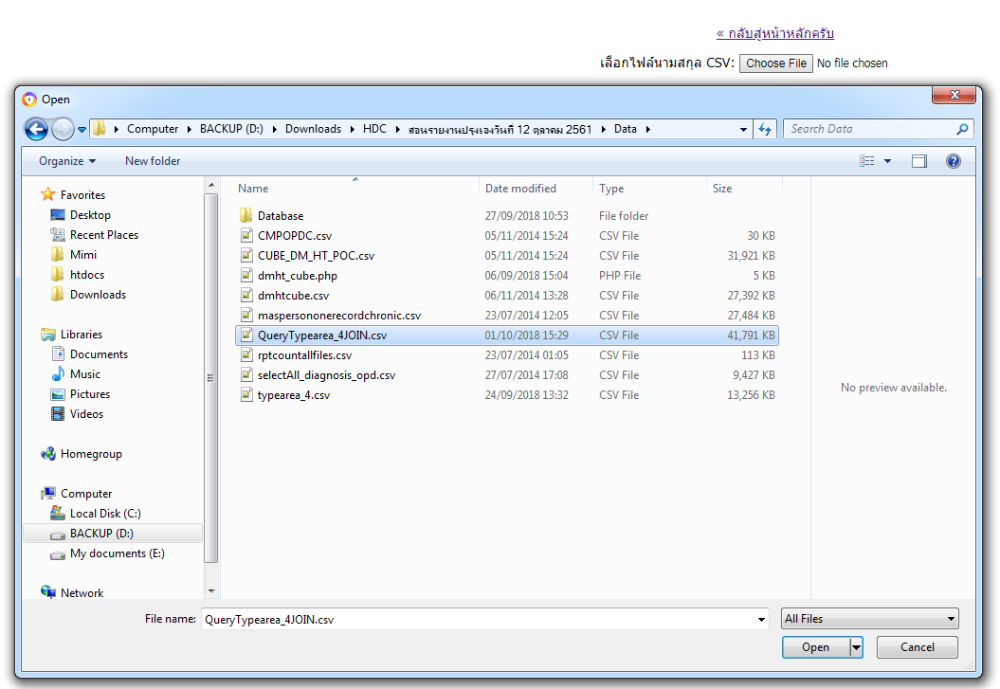 « กลับสู่หน้าหลักครับ
เลือกไฟล์นามสกุล CSV: Choose File No file chosen
Open
Computer BACKUP (D:) Downloads HDC สอนรายงานปรุงเองวันที่ 12 ตุลาคม 2561 Data Search Data
Organize New folder
Favorites
Desktop
Recent Places
Mimi
htdocs
Downloads
Libraries
Documents
Music
Pictures
Videos
Homegroup
Computer
Local Disk (C:)
BACKUP (D:)
My documents (E:)
Network
Name Date modified Type Size
Database 27/09/2018 10:53 File folder
CMPOPDC.csv 05/11/2014 15:24 CSV File 30 KB
CUBE_DM_HT_POC.csv 05/11/2014 15:24 CSV File 31,921 KB
dmht_cube.php 06/09/2018 15:04 PHP File 5 KB
dmhtcube.csv 06/11/2014 13:28 CSV File 27,392 KB
maspersononerecordchronic.csv 23/07/2014 12:05 CSV File 27,484 KB
QueryTypearea_4JOIN.csv 01/10/2018 15:29 CSV File 41,791 KB
rptcountallfiles.csv 23/07/2014 01:05 CSV File 113 KB
selectAll_diagnosis_opd.csv 27/07/2014 17:08 CSV File 9,427 KB
typearea_4.csv 24/09/2018 13:32 CSV File 13,256 KB
No preview available.
File name: QueryTypearea_4JOIN.csv All Files
Open Cancel